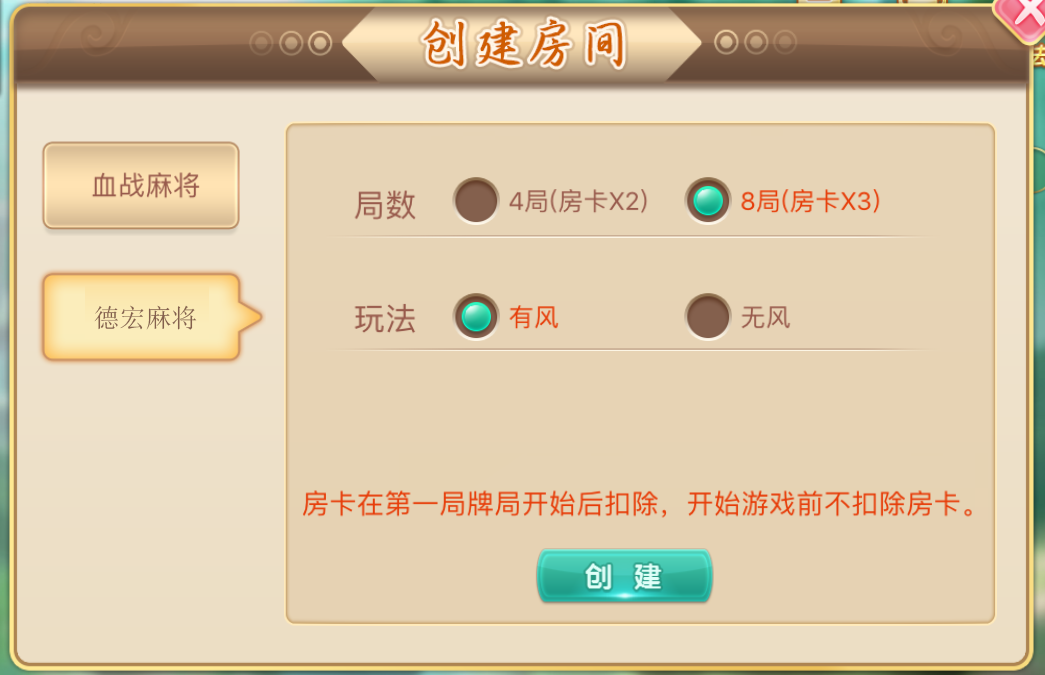 创建房间
血战麻将
德宏麻将
局数 4局(房卡X2) 8局(房卡X3)
玩法 有风 无风
房卡在第一局牌局开始后扣除，开始游戏前不扣除房卡。
创 建